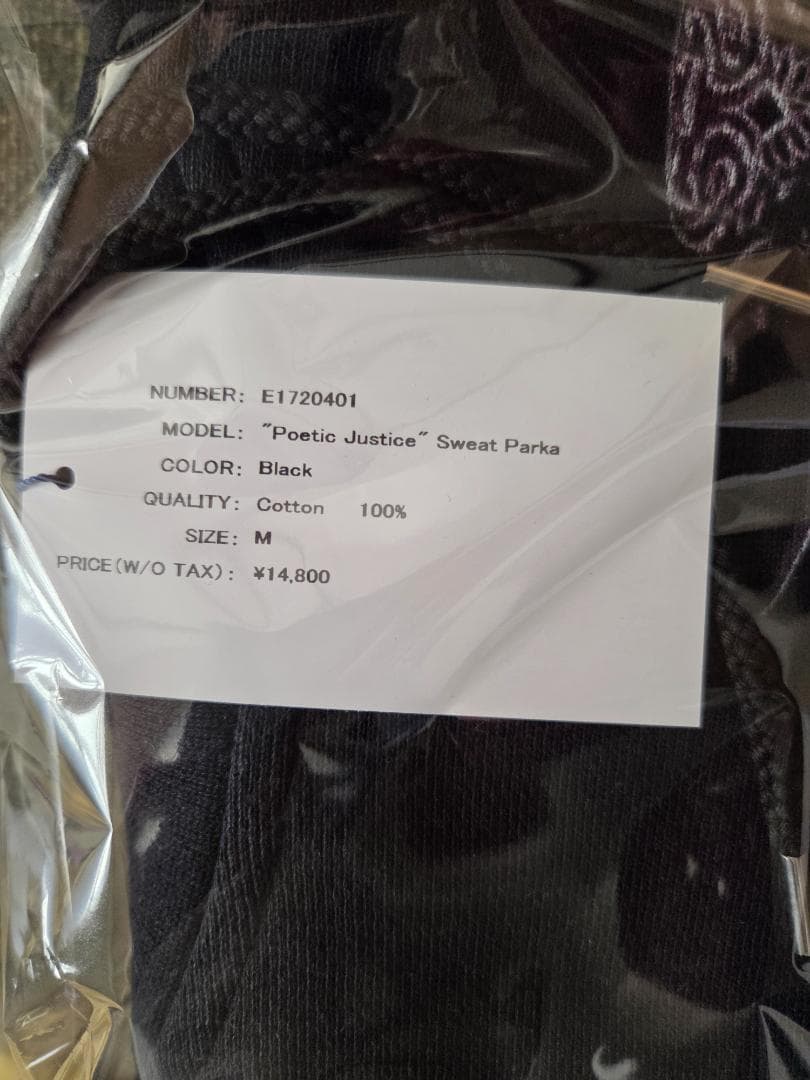 NUMBER: E1720401
MODEL: "Poetic Justice" Sweat Parka
COLOR: Black
QUALITY: Cotton 100%
SIZE: M
PRICE(W/O TAX): ¥14,800